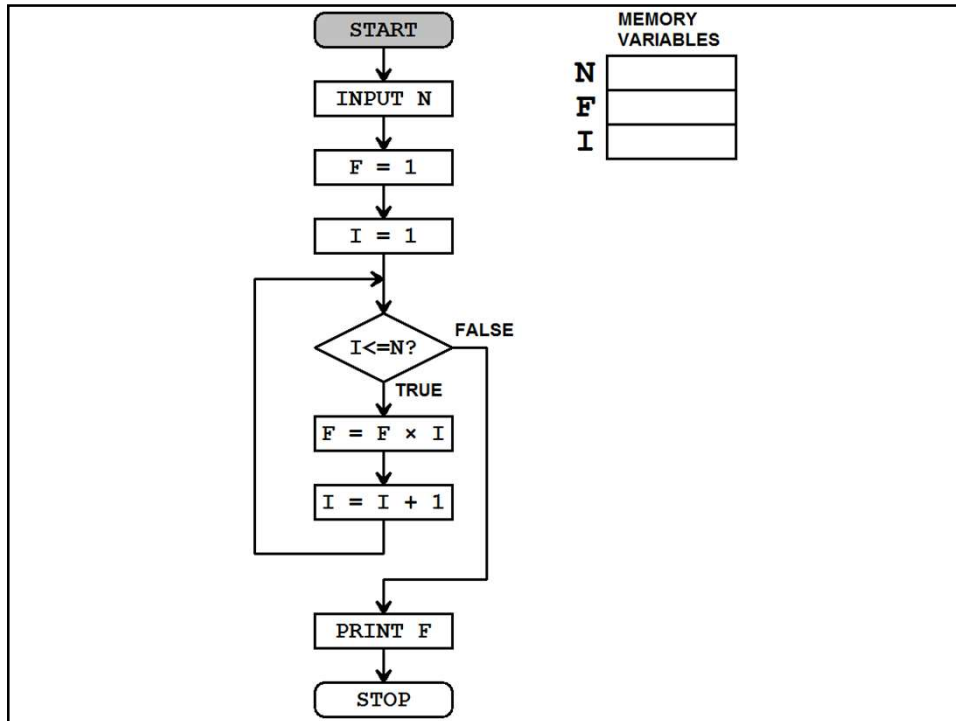 START
INPUT N
F = 1
I = 1
I<=N?
FALSE
TRUE
F = F × I
I = I + 1
PRINT F
STOP
MEMORY
VARIABLES
N
F
I